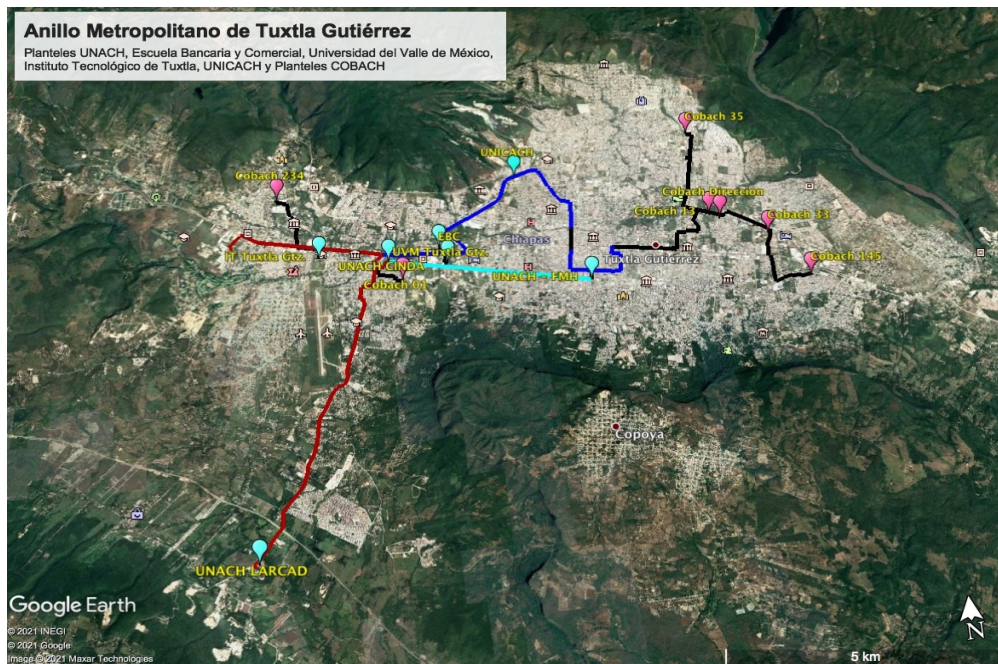 Anillo Metropolitano de Tuxtla Gutiérrez
Planteles UNACH, Escuela Bancaria y Comercial, Universidad del Valle de México,
Instituto Tecnológico de Tuxtla, UNICACH y Planteles COBACH
Cobach 35
UNICACH
Cobach 234
Cobach Direccion
Cobach 13
Cobach 33
EBC
Chiapas
IT Tuxtla Gtz.
UVM Tuxtla Gtz.
Tuxtla Gutiérrez
Cobach 145
UNACH CINDA
UNACH - FMH
Cobach 01
Copoya
UNACH LARCAD
Google Earth
© 2021 INEGI
© 2021 Google
Image © 2021 Maxar Technologies
5 km
N